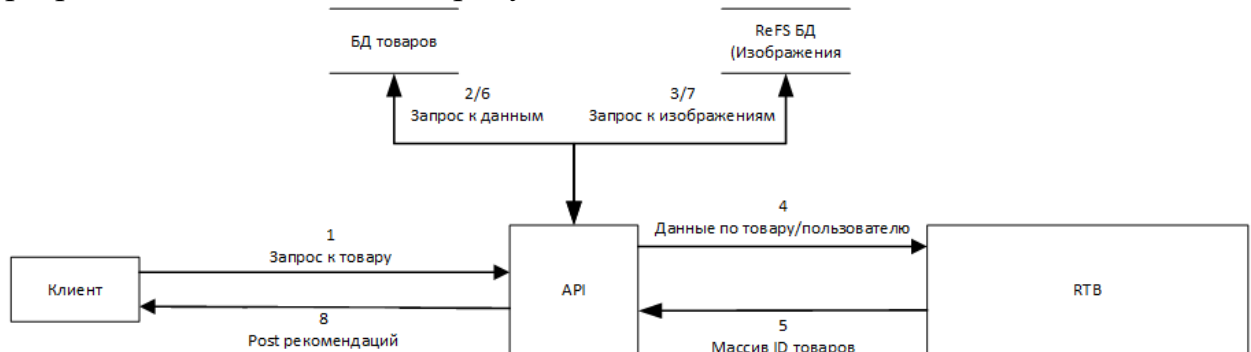 БД товаров
ReFS БД
(Изображения
2/6
Запрос к данным
3/7
Запрос к изображениям
4
Данные по товару/пользователю
1
Запрос к товару
Клиент
API
RTB
8
Post рекомендаций
5
Массив ID товаров